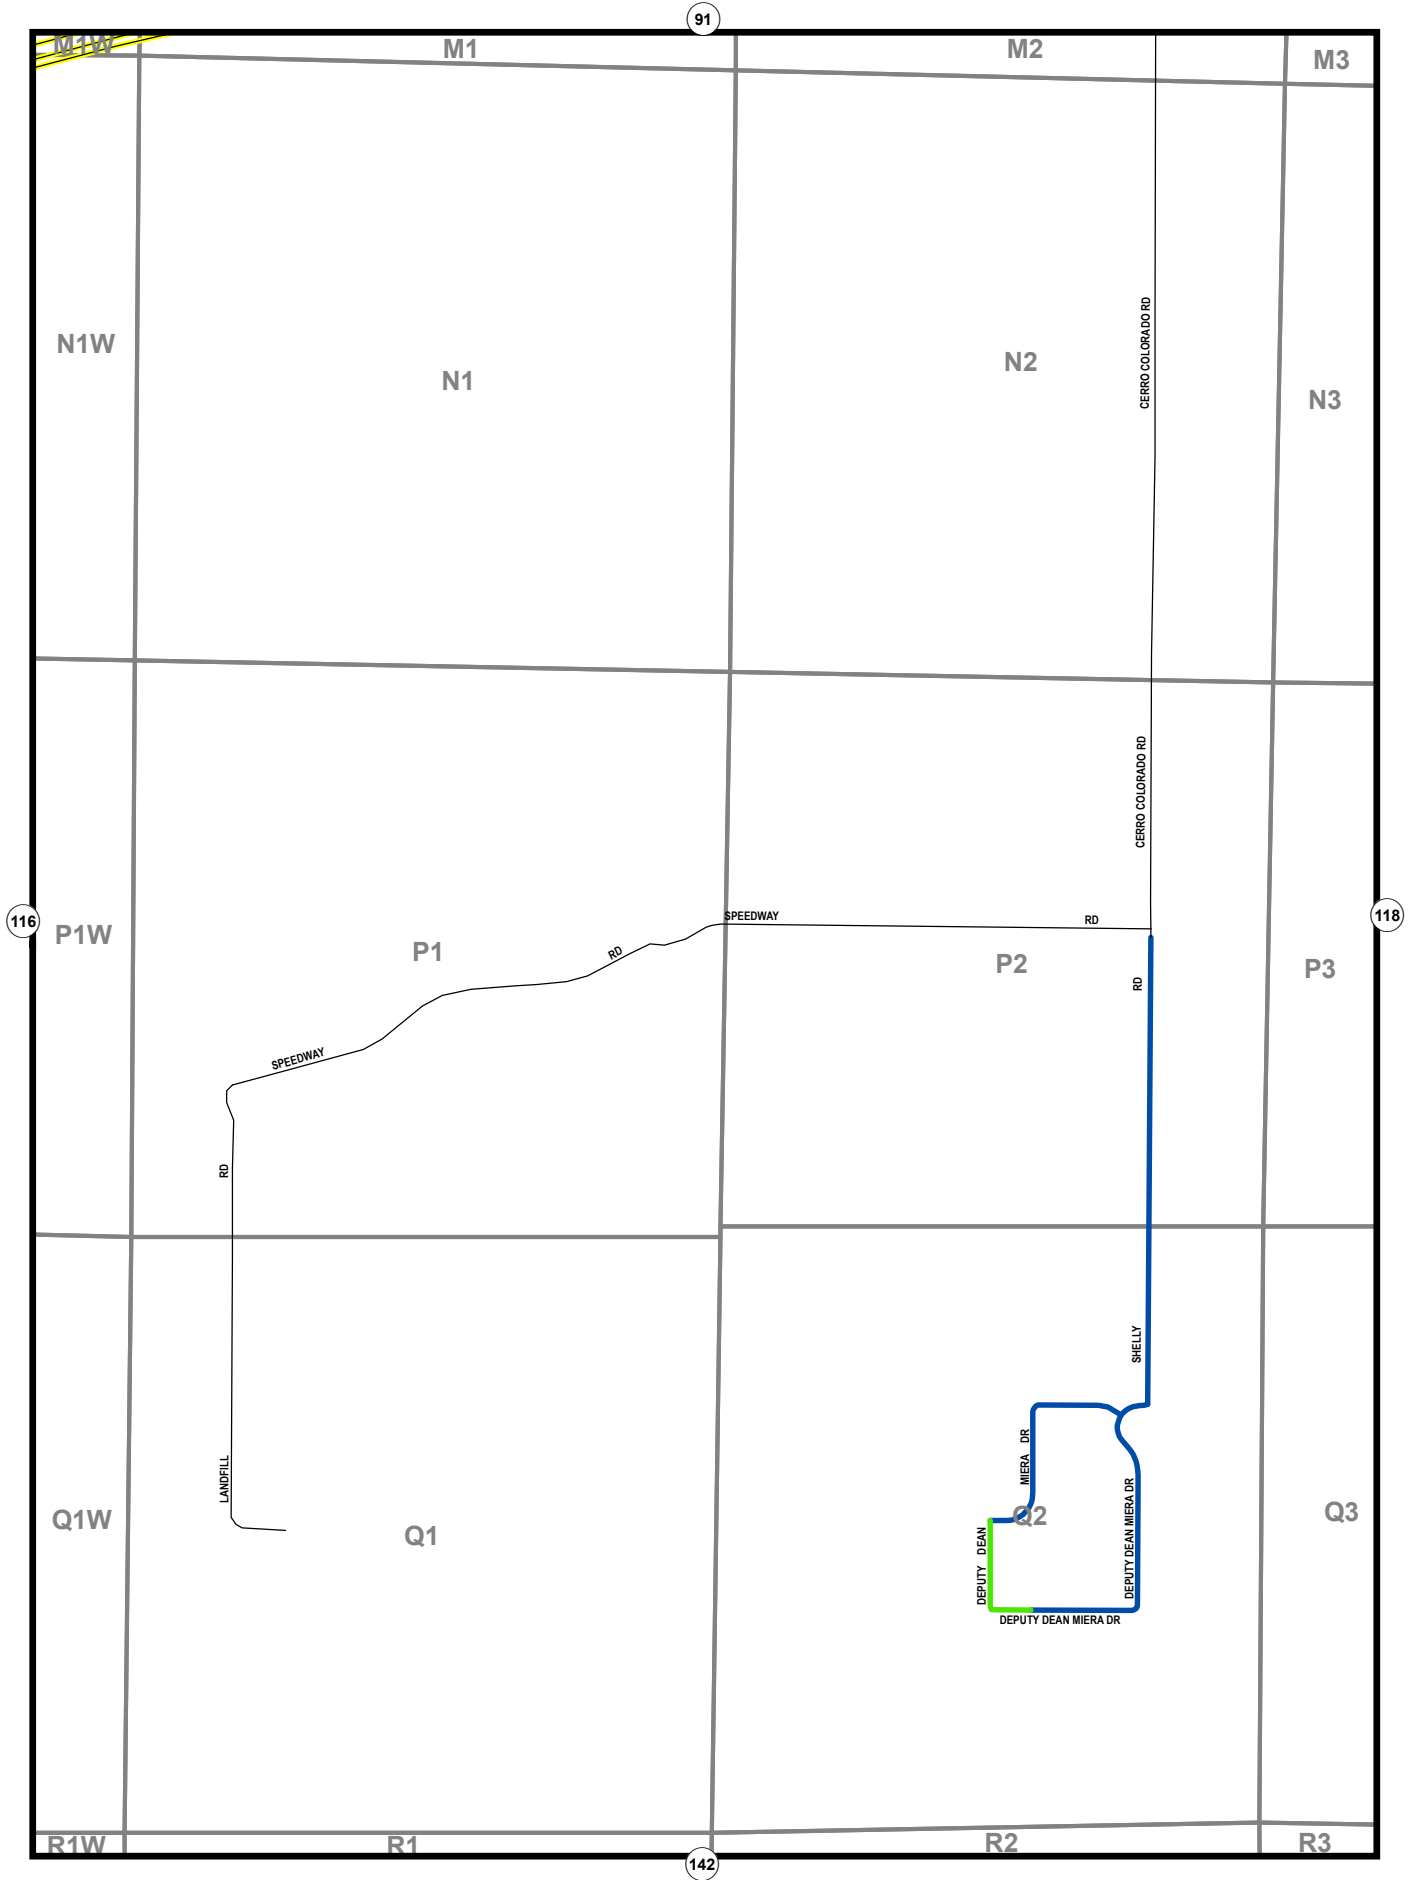 91
M1W
M1
M2
M3
N1W
N1
N2
N3
CERRO COLORADO RD
CERRO COLORADO RD
116
118
SPEEDWAY
RD
P1W
P1
RD
P2
P3
RD
SPEEDWAY
RD
SHELLY
LANDFILL
MIERA DR
Q1W
Q1
Q2
Q3
DEPUTY DEAN
DEPUTY DEAN MIERA DR
DEPUTY DEAN MIERA DR
R1W
R1
R2
R3
142